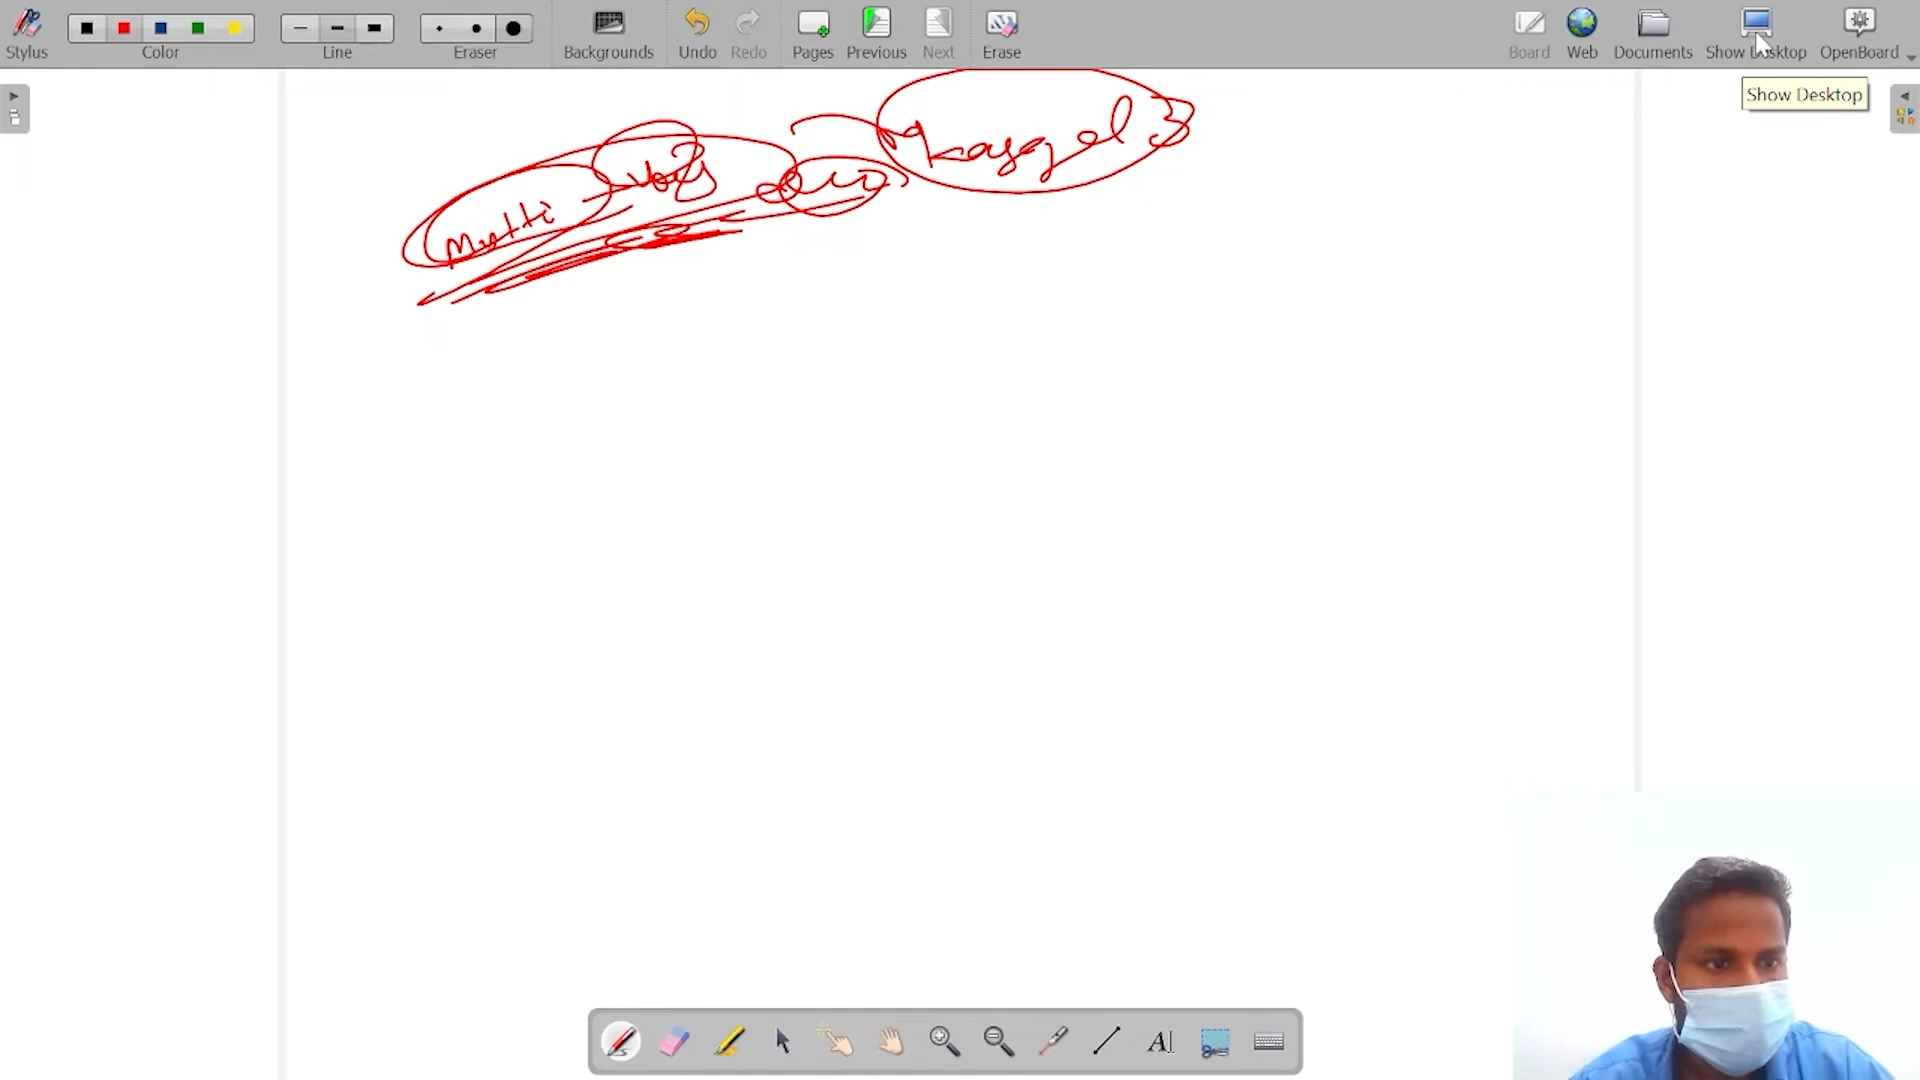 Stylus Color Line Eraser Backgrounds Undo Redo Pages Previous Next Erase Board Web Documents Show Desktop OpenBoard
Show Desktop
kaggel
Multi
A